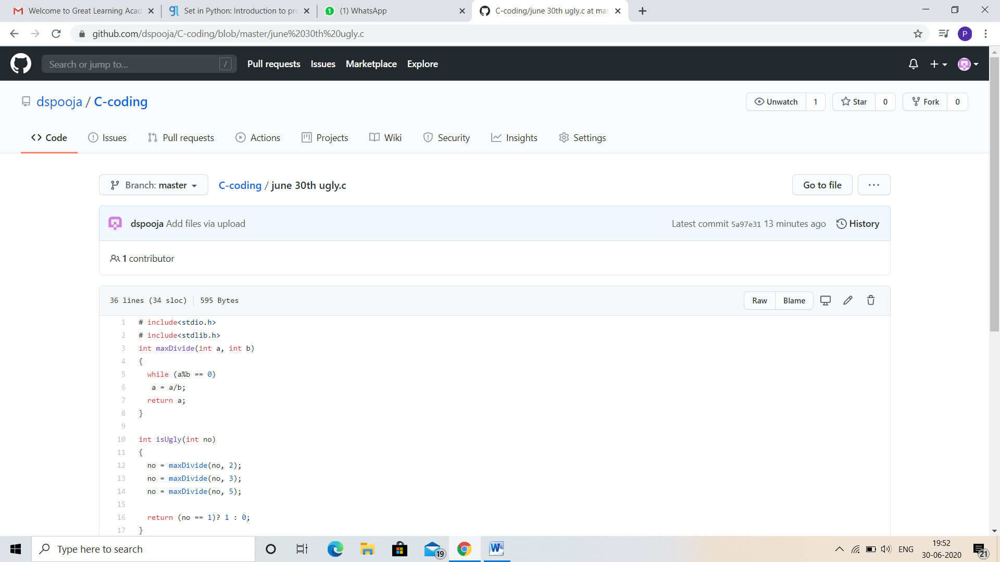 Welcome to Great Learning Acad
Set in Python: Introduction to pro
(1) WhatsApp
C-coding/june 30th ugly.c at mas
github.com/dspooja/C-coding/blob/master/june%2030th%20ugly.c
P
Search or jump to... /
Pull requests Issues Marketplace Explore
dspooja / C-coding
Unwatch 1 Star 0 Fork 0
Code Issues Pull requests Actions Projects Wiki Security Insights Settings
Branch: master C-coding / june 30th ugly.c Go to file ...
dspooja Add files via upload Latest commit 5a97e31 13 minutes ago History
1 contributor
36 lines (34 sloc) 595 Bytes Raw Blame
1 # include<stdio.h>
2 # include<stdlib.h>
3 int maxDivide(int a, int b)
4 {
5 while (a%b == 0)
6 a = a/b;
7 return a;
8 }
9
10 int isUgly(int no)
11 {
12 no = maxDivide(no, 2);
13 no = maxDivide(no, 3);
14 no = maxDivide(no, 5);
15
16 return (no == 1)? 1 : 0;
17 }
Type here to search
19
ENG
19:52
30-06-2020
21